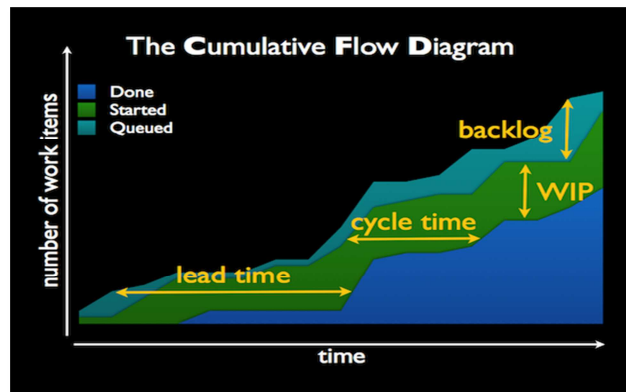 The Cumulative Flow Diagram
Done
Started
Queued
backlog
WIP
cycle time
lead time
number of work items
time